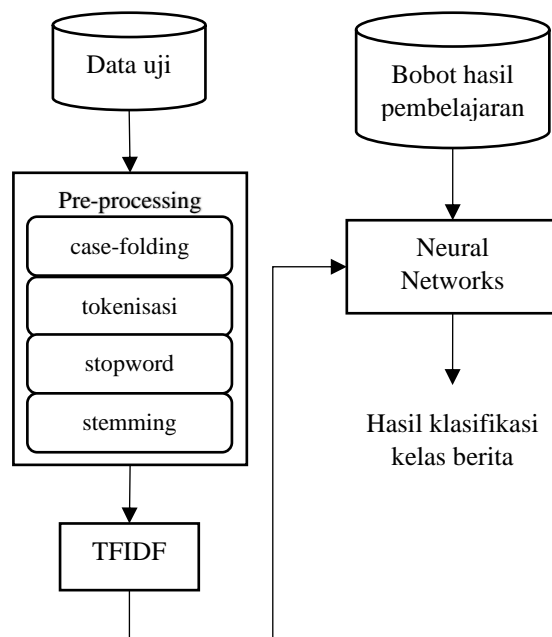 Data uji
Pre-processing
case-folding
tokenisasi
stopword
stemming
TFIDF
Bobot hasil
pembelajaran
Neural
Networks
Hasil klasifikasi
kelas berita